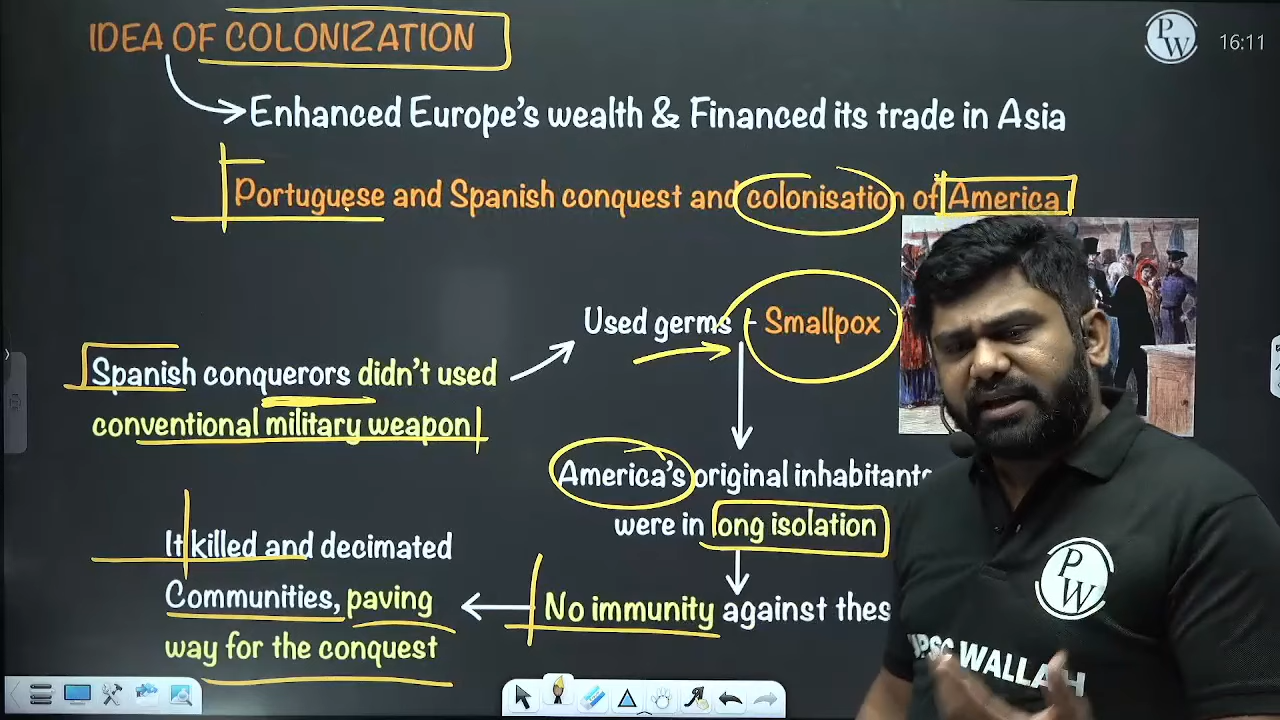 IDEA OF COLONIZATION
PW
16:11
Enhanced Europe's wealth & Financed its trade in Asia
Portuguese and Spanish conquest and colonisation of America
Used germs - Smallpox
Spanish conquerors didn't used
conventional military weapon
America's original inhabitants
were in long isolation
It killed and decimated
Communities, paving
way for the conquest
No immunity against thes
PW
UPSC WALLAH